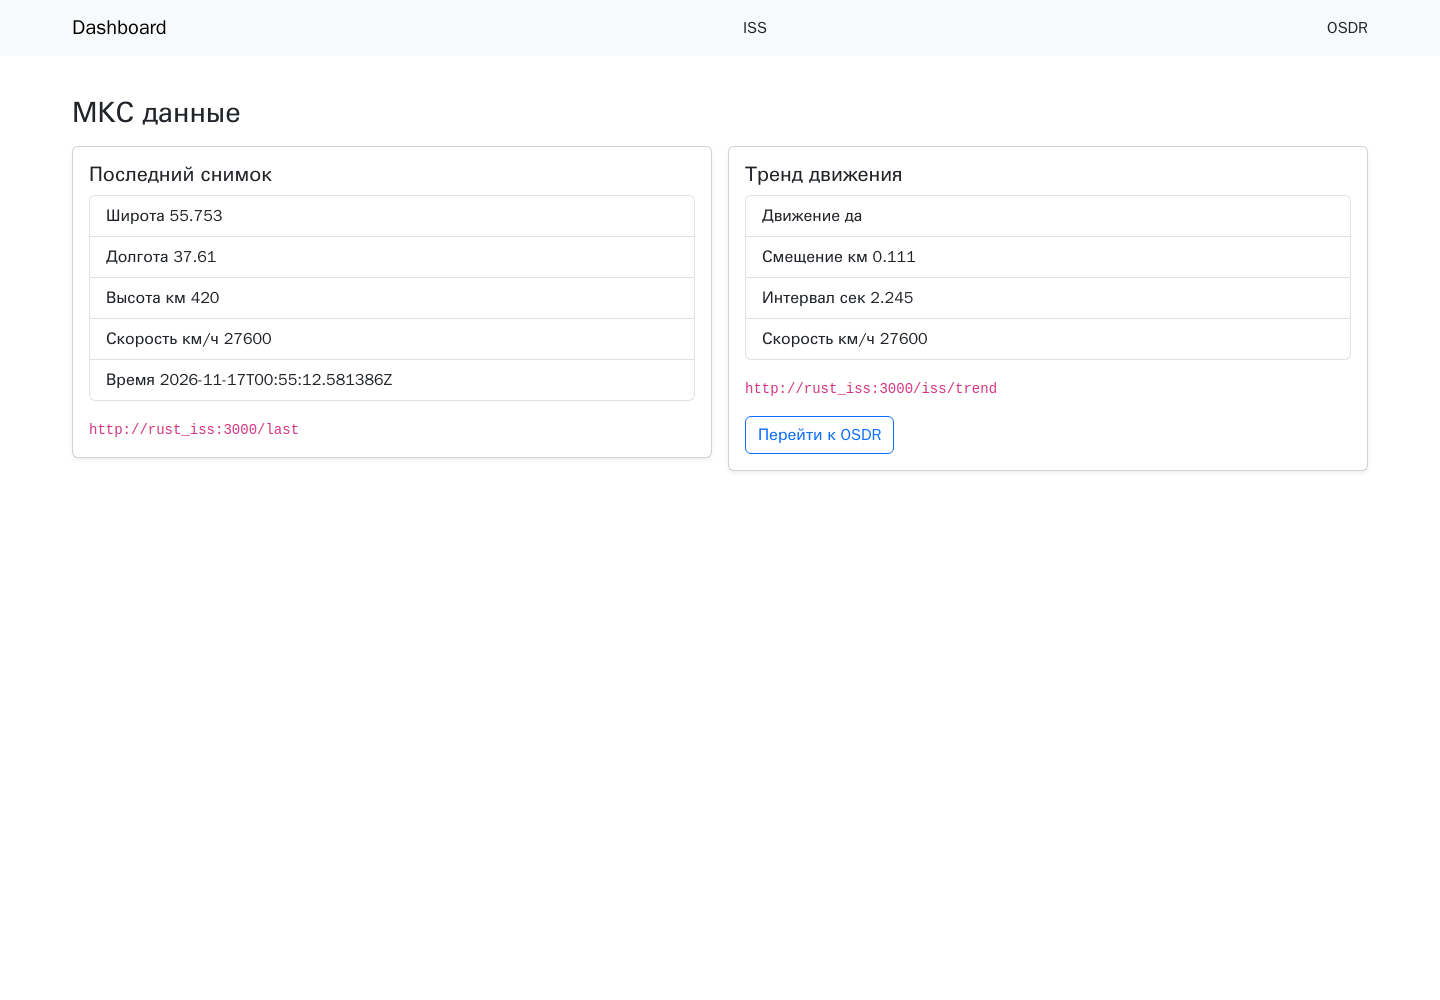 Dashboard
ISS
OSDR
МКС данные
Последний снимок
Широта 55.753
Долгота 37.61
Высота км 420
Скорость км/ч 27600
Время 2026-11-17T00:55:12.581386Z
http://rust_iss:3000/last
Тренд движения
Движение да
Смещение км 0.111
Интервал сек 2.245
Скорость км/ч 27600
http://rust_iss:3000/iss/trend
Перейти к OSDR